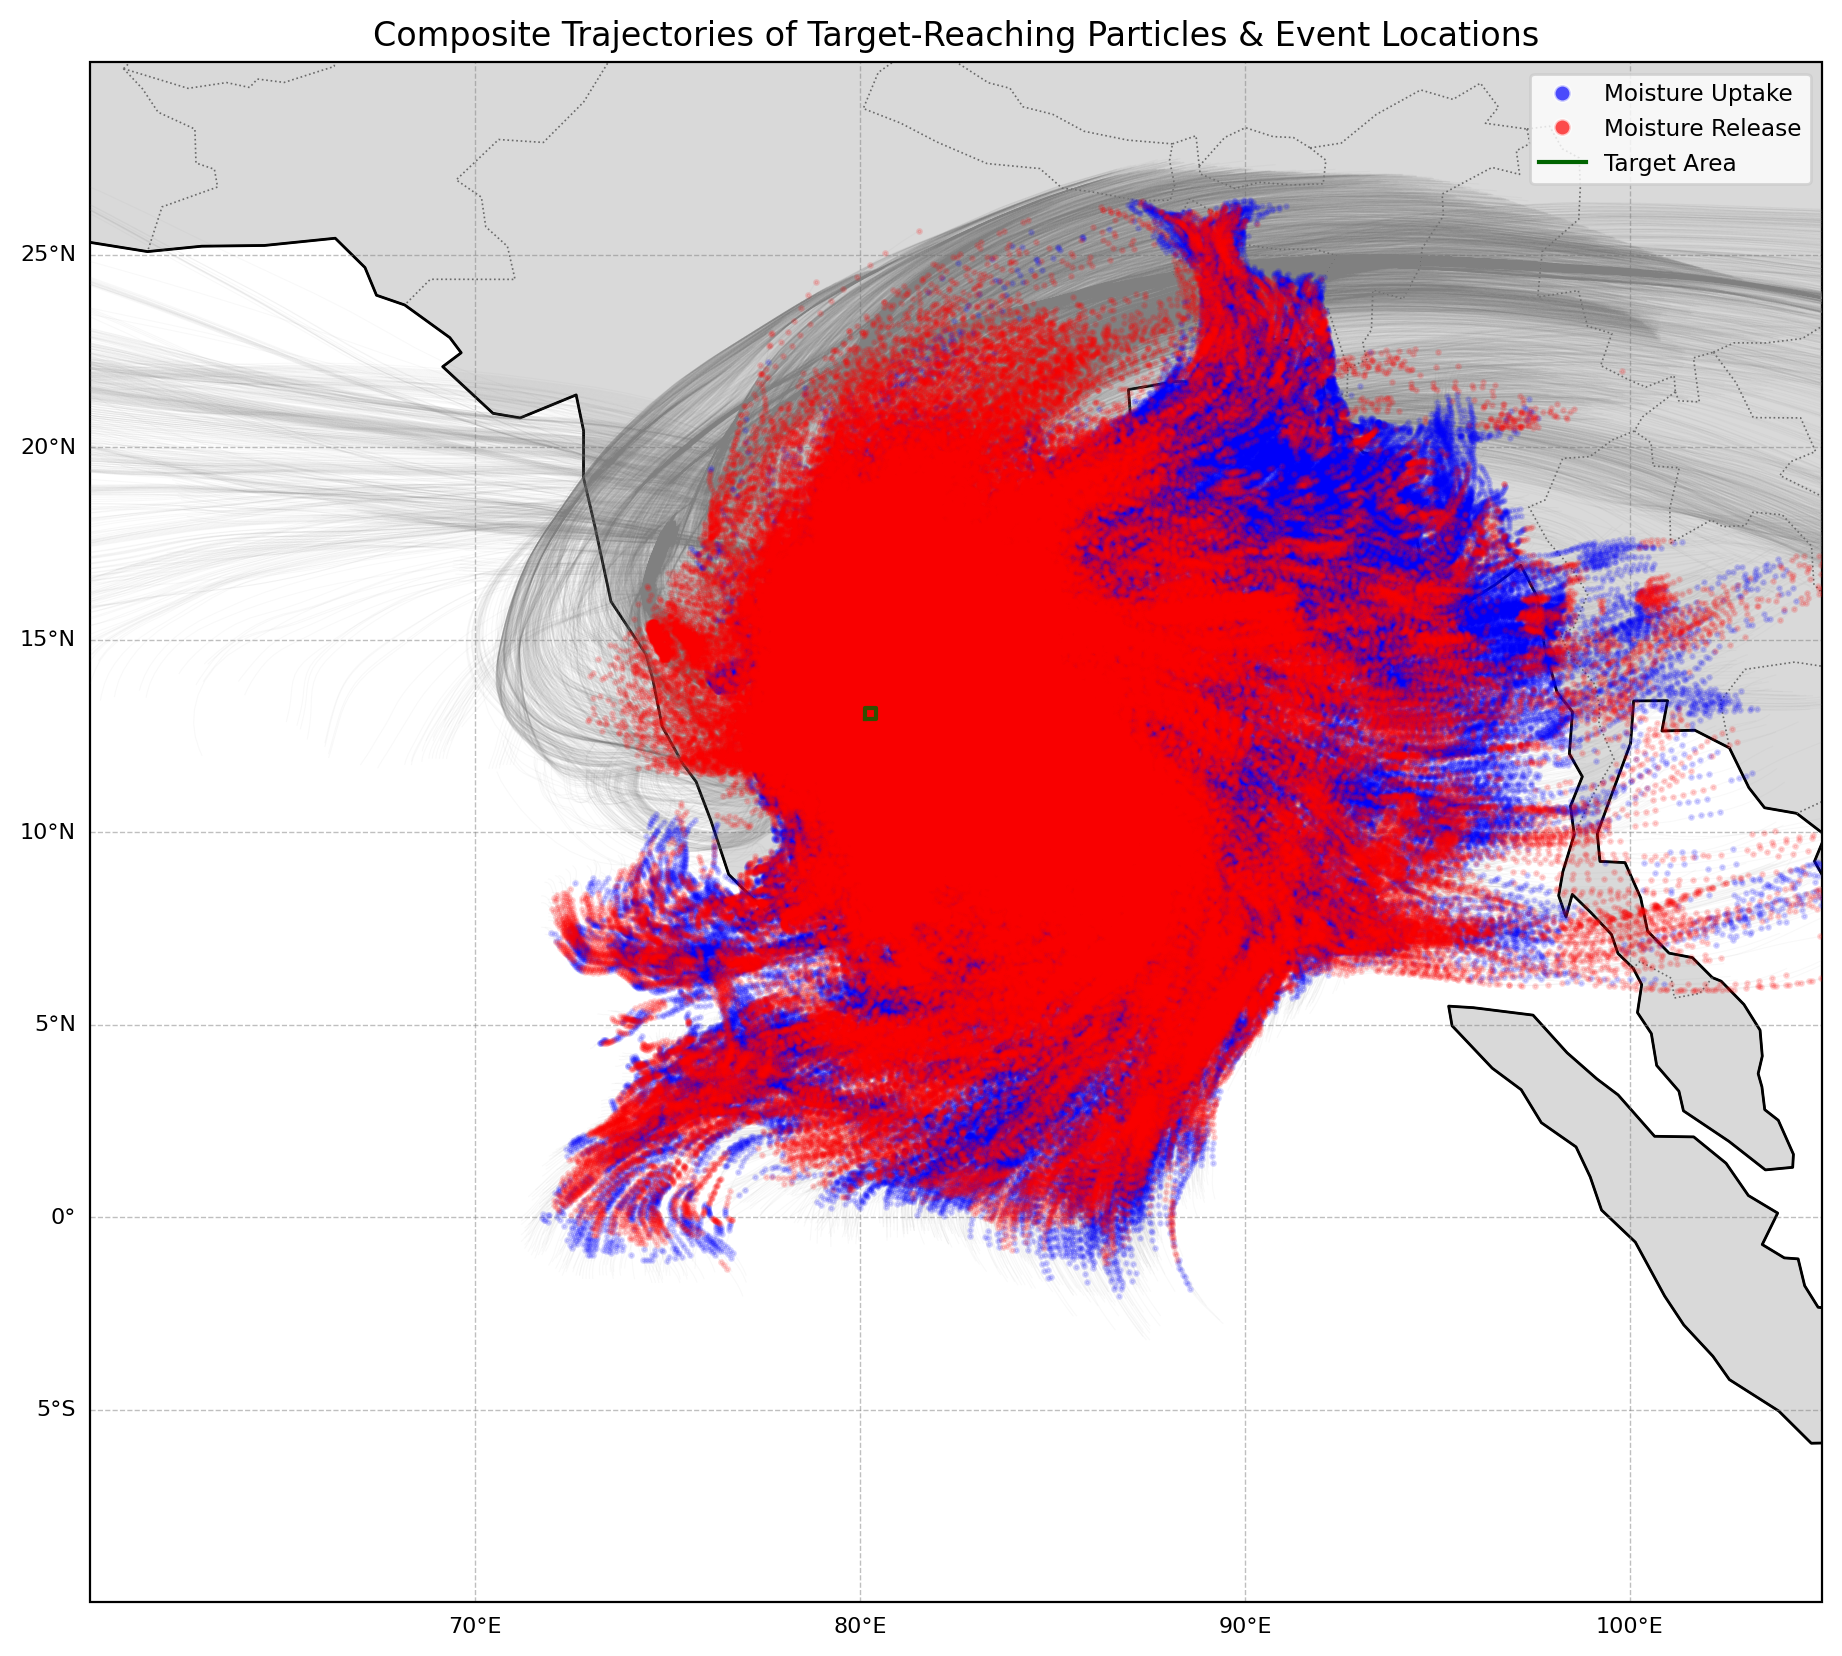 Composite Trajectories of Target-Reaching Particles & Event Locations
Moisture Uptake
Moisture Release
Target Area
25°N
20°N
15°N
10°N
5°N
0°
5°S
70°E
80°E
90°E
100°E